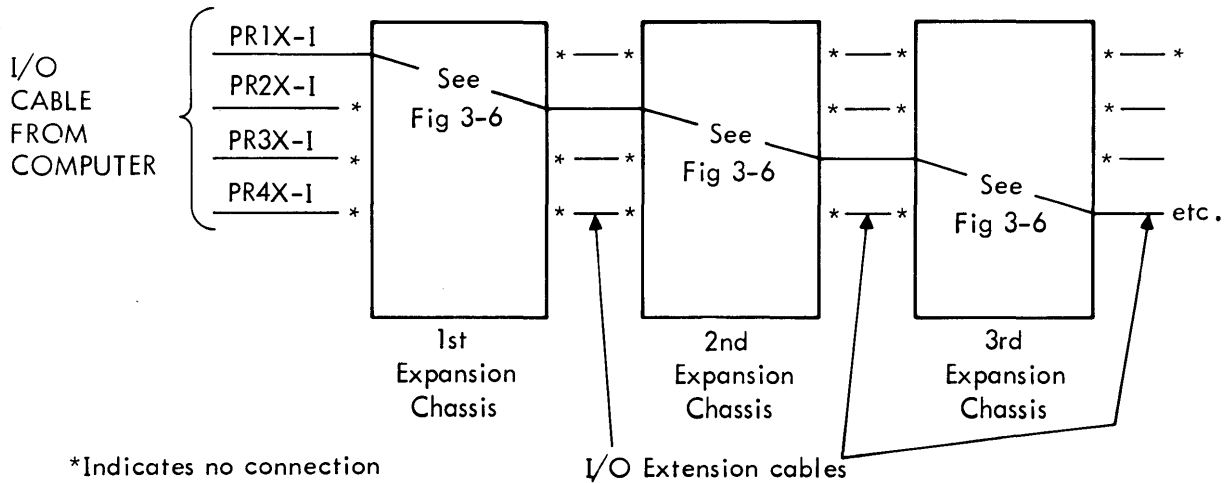 I/O
CABLE
FROM
COMPUTER
PR1X-I
PR2X-I *
PR3X-I *
PR4X-I *
See
Fig 3-6
* *
* *
* *
See
Fig 3-6
* *
* *
* *
See
Fig 3-6
* *
*
*
etc.
1st
Expansion
Chassis
2nd
Expansion
Chassis
3rd
Expansion
Chassis
*Indicates no connection
I/O Extension cables